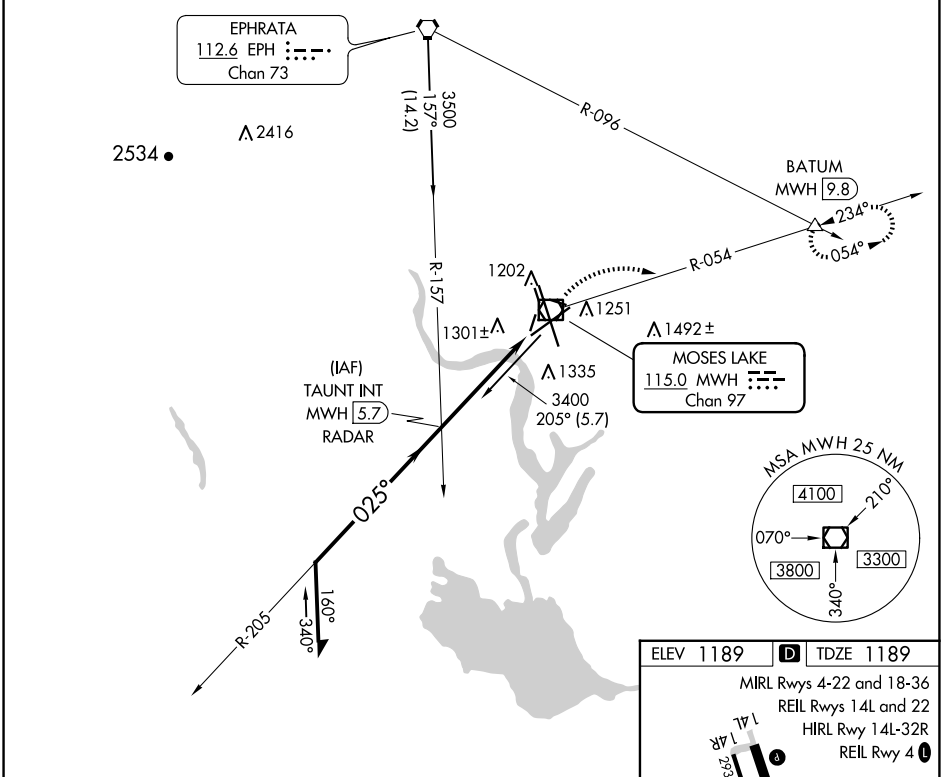 EPHRATA
112.6 EPH
Chan 73
3500
157°
(14.2)
R-096
2416
2534
BATUM
MWH 9.8
234°
054°
R-157
R-054
1202
1251
1301±
1492±
(IAF)
TAUNT INT
MWH 5.7
RADAR
1335
3400
205° (5.7)
MOSES LAKE
115.0 MWH
Chan 97
025°
MSA MWH 25 NM
4100
210°
070°
3800
3300
340°
160°
340°
R-205
ELEV 1189 D TDZE 1189
MIRL Rwys 4-22 and 18-36
REIL Rwys 14L and 22
HIRL Rwy 14L-32R
REIL Rwy 4 L
14L
14R
P
293